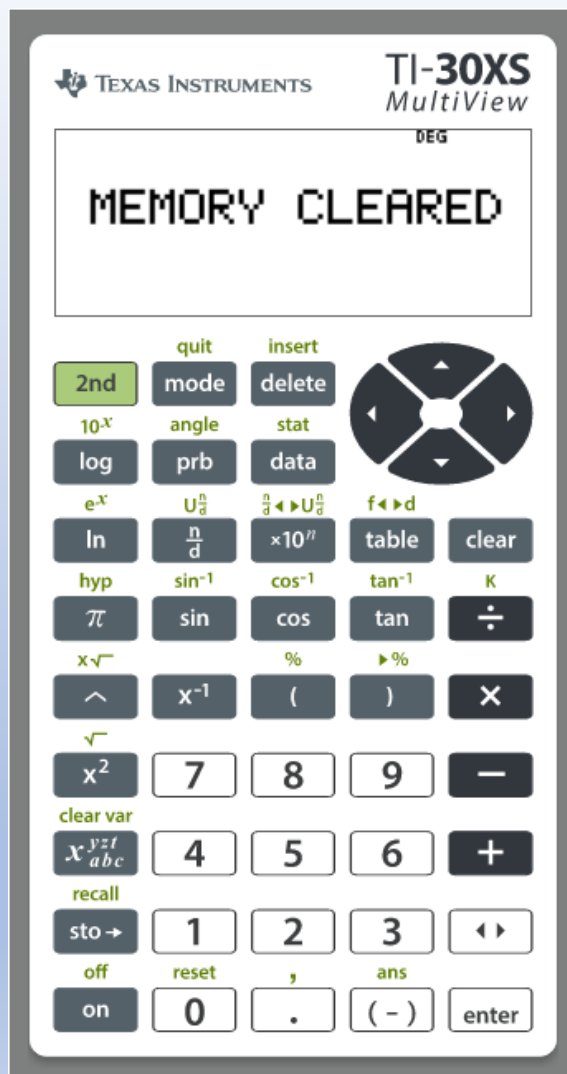 TEXAS INSTRUMENTS
TI-30XS
MultiView
DEG
MEMORY CLEARED
quit insert
2nd mode delete
10ˣ angle stat
log prb data
eˣ U n/d n/d ◂ ▸ U n/d f ◂ ▸ d
ln n/d ×10ⁿ table clear
hyp sin⁻¹ cos⁻¹ tan⁻¹ K
π sin cos tan ÷
x√ % ▸%
^ x⁻¹ ( ) ×
√
x² 7 8 9 −
clear var
x yzt abc 4 5 6 +
recall
sto → 1 2 3 ◂ ▸
off reset , ans
on 0 . (-) enter